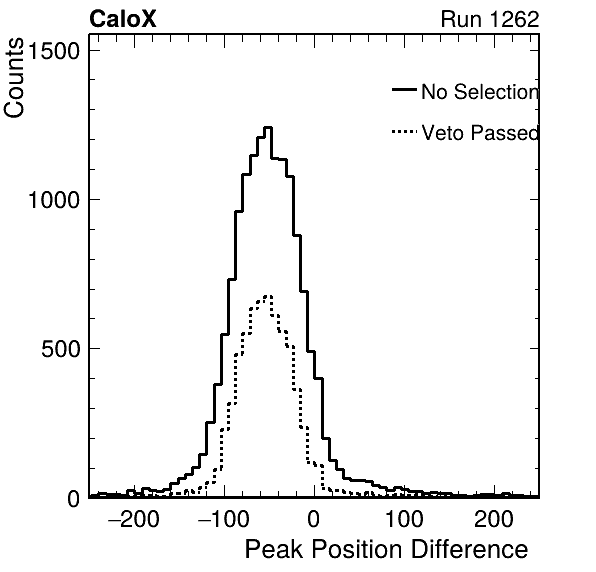 CaloX Run 1262
Counts
1500
1000
500
0
No Selection
Veto Passed
−200 −100 0 100 200
Peak Position Difference